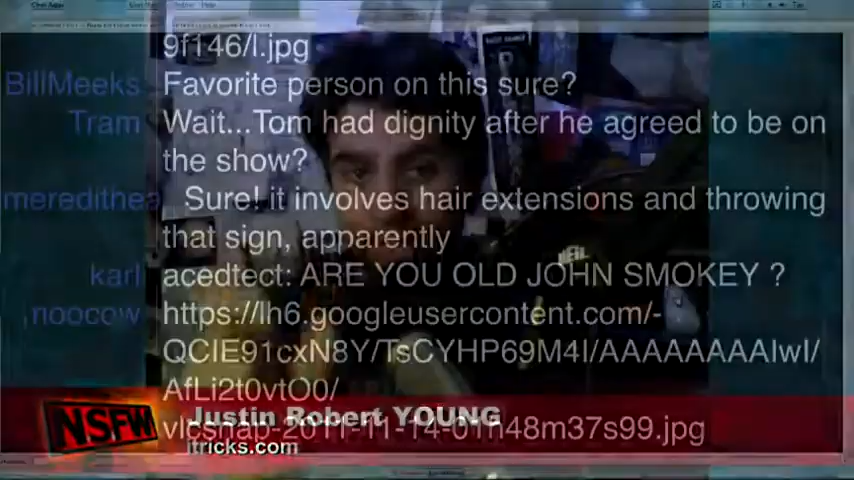 9f146/l.jpg
BillMeeks Favorite person on this sure?
Tram Wait...Tom had dignity after he agreed to be on
the show?
meredithea Sure! it involves hair extensions and throwing
that sign, apparently
karl acedtect: ARE YOU OLD JOHN SMOKEY ?
noocow https://lh6.googleusercontent.com/-
QCIE91cxN8Y/TsCYHP69M4I/AAAAAAAAIwI/
AfLi2t0vtO0/
vlcsnap-2011-11-14-01h48m37s99.jpg
NSFW
Justin Robert YOUNG
itricks.com